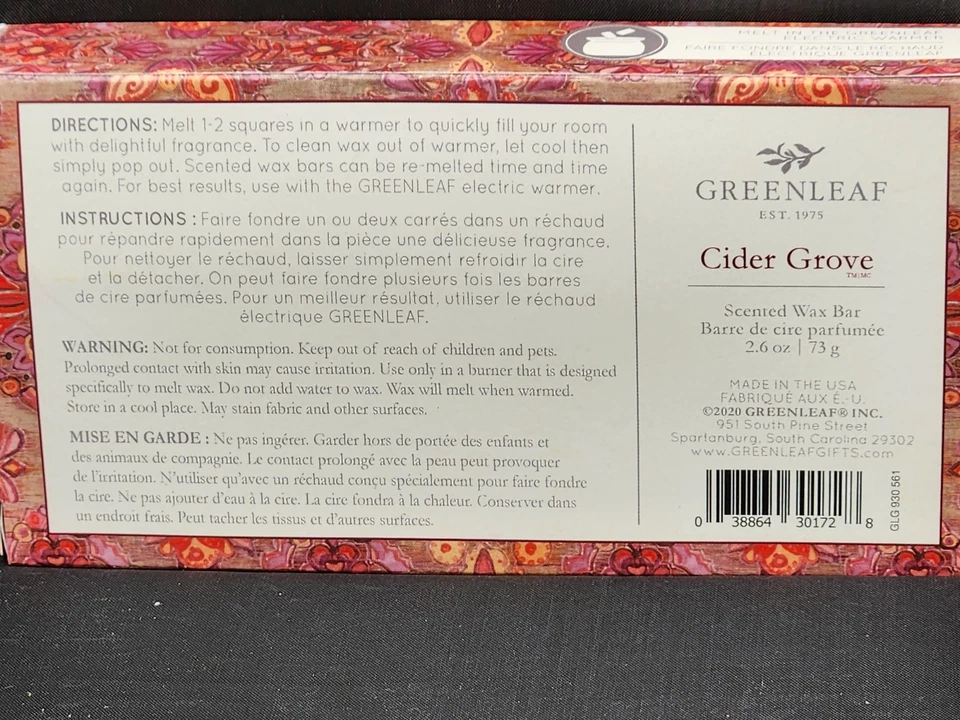 MELT IN THE GREENLEAF
ELECTRIC WARMER
FAIRE FONDRE DANS LE RÉCHAUD
ÉLECTRIQUE GREENLEAF
DIRECTIONS: Melt 1-2 squares in a warmer to quickly fill your room
with delightful fragrance. To clean wax out of warmer, let cool then
simply pop out. Scented wax bars can be re-melted time and time
again. For best results, use with the GREENLEAF electric warmer.
INSTRUCTIONS : Faire fondre un ou deux carrés dans un réchaud
pour répandre rapidement dans la pièce une délicieuse fragrance.
Pour nettoyer le réchaud, laisser simplement refroidir la cire
et la détacher. On peut faire fondre plusieurs fois les barres
de cire parfumées. Pour un meilleur résultat, utiliser le réchaud
électrique GREENLEAF.
WARNING: Not for consumption. Keep out of reach of children and pets.
Prolonged contact with skin may cause irritation. Use only in a burner that is designed
specifically to melt wax. Do not add water to wax. Wax will melt when warmed.
Store in a cool place. May stain fabric and other surfaces.
MISE EN GARDE : Ne pas ingérer. Garder hors de portée des enfants et
des animaux de compagnie. Le contact prolongé avec la peau peut provoquer
de l'irritation. N'utiliser qu'avec un réchaud conçu spécialement pour faire fondre
la cire. Ne pas ajouter d'eau à la cire. La cire fondra à la chaleur. Conserver dans
un endroit frais. Peut tacher les tissus et d'autres surfaces.
GREENLEAF
EST. 1975
Cider Grove
TM/MC
Scented Wax Bar
Barre de cire parfumée
2.6 oz | 73 g
MADE IN THE USA
FABRIQUÉ AUX É.-U.
©2020 GREENLEAF® INC.
951 South Pine Street
Spartanburg, South Carolina 29302
www.GREENLEAFGIFTS.com
0 38864 30172 8
GLG 930 561